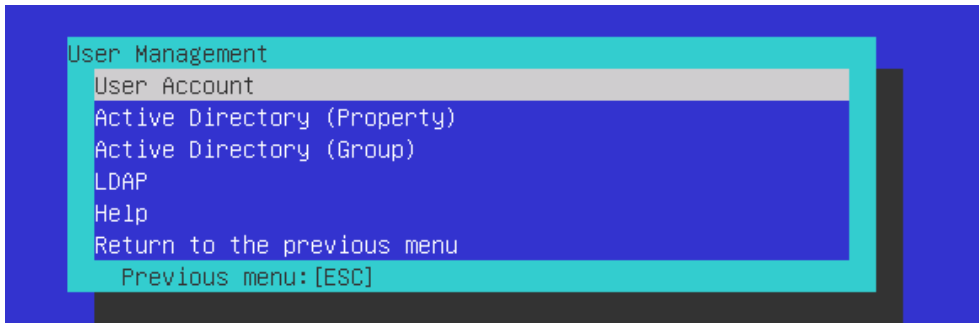 User Management
User Account
Active Directory (Property)
Active Directory (Group)
LDAP
Help
Return to the previous menu
Previous menu:[ESC]